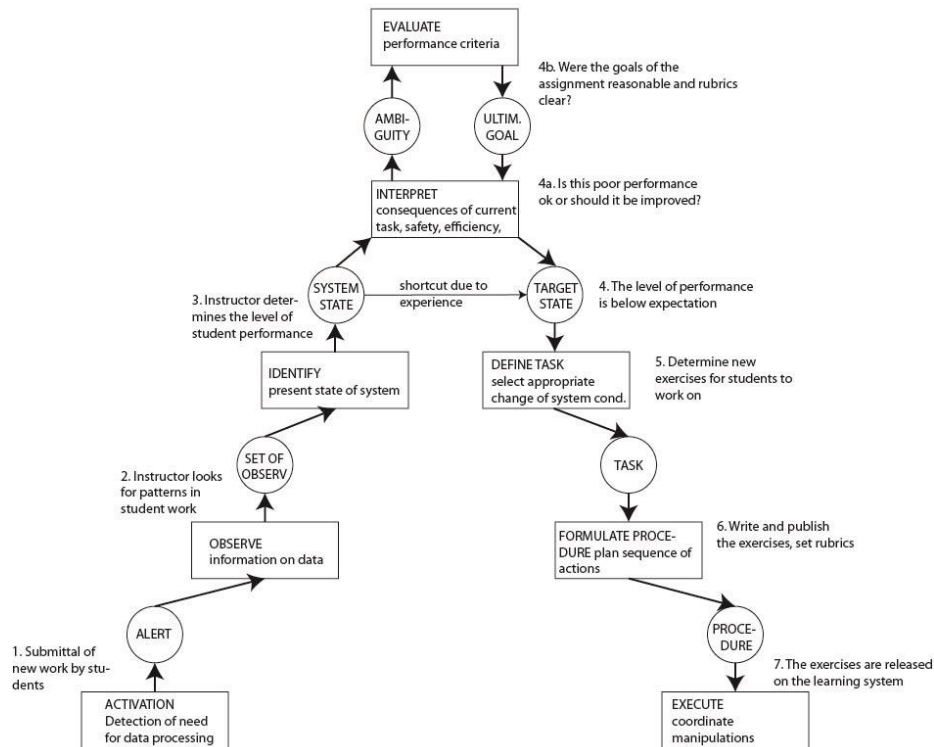 EVALUATE
performance criteria
4b. Were the goals of the
assignment reasonable and rubrics
clear?
AMBI-
GUITY
ULTIM.
GOAL
INTERPRET
consequences of current
task, safety, efficiency,
4a. Is this poor performance
ok or should it be improved?
3. Instructor deter-
mines the level of
student performance
SYSTEM
STATE
shortcut due to
experience
TARGET
STATE
4. The level of performance
is below expectation
IDENTIFY
present state of system
DEFINE TASK
select appropriate
change of system cond.
5. Determine new
exercises for students to
work on
2. Instructor looks
for patterns in
student work
SET OF
OBSERV
TASK
OBSERVE
information on data
FORMULATE PROCE-
DURE plan sequence of
actions
6. Write and publish
the exercises, set rubrics
1. Submittal of
new work by stu-
dents
ALERT
PROCE-
DURE
7. The exercises are released
on the learning system
ACTIVATION
Detection of need
for data processing
EXECUTE
coordinate
manipulations